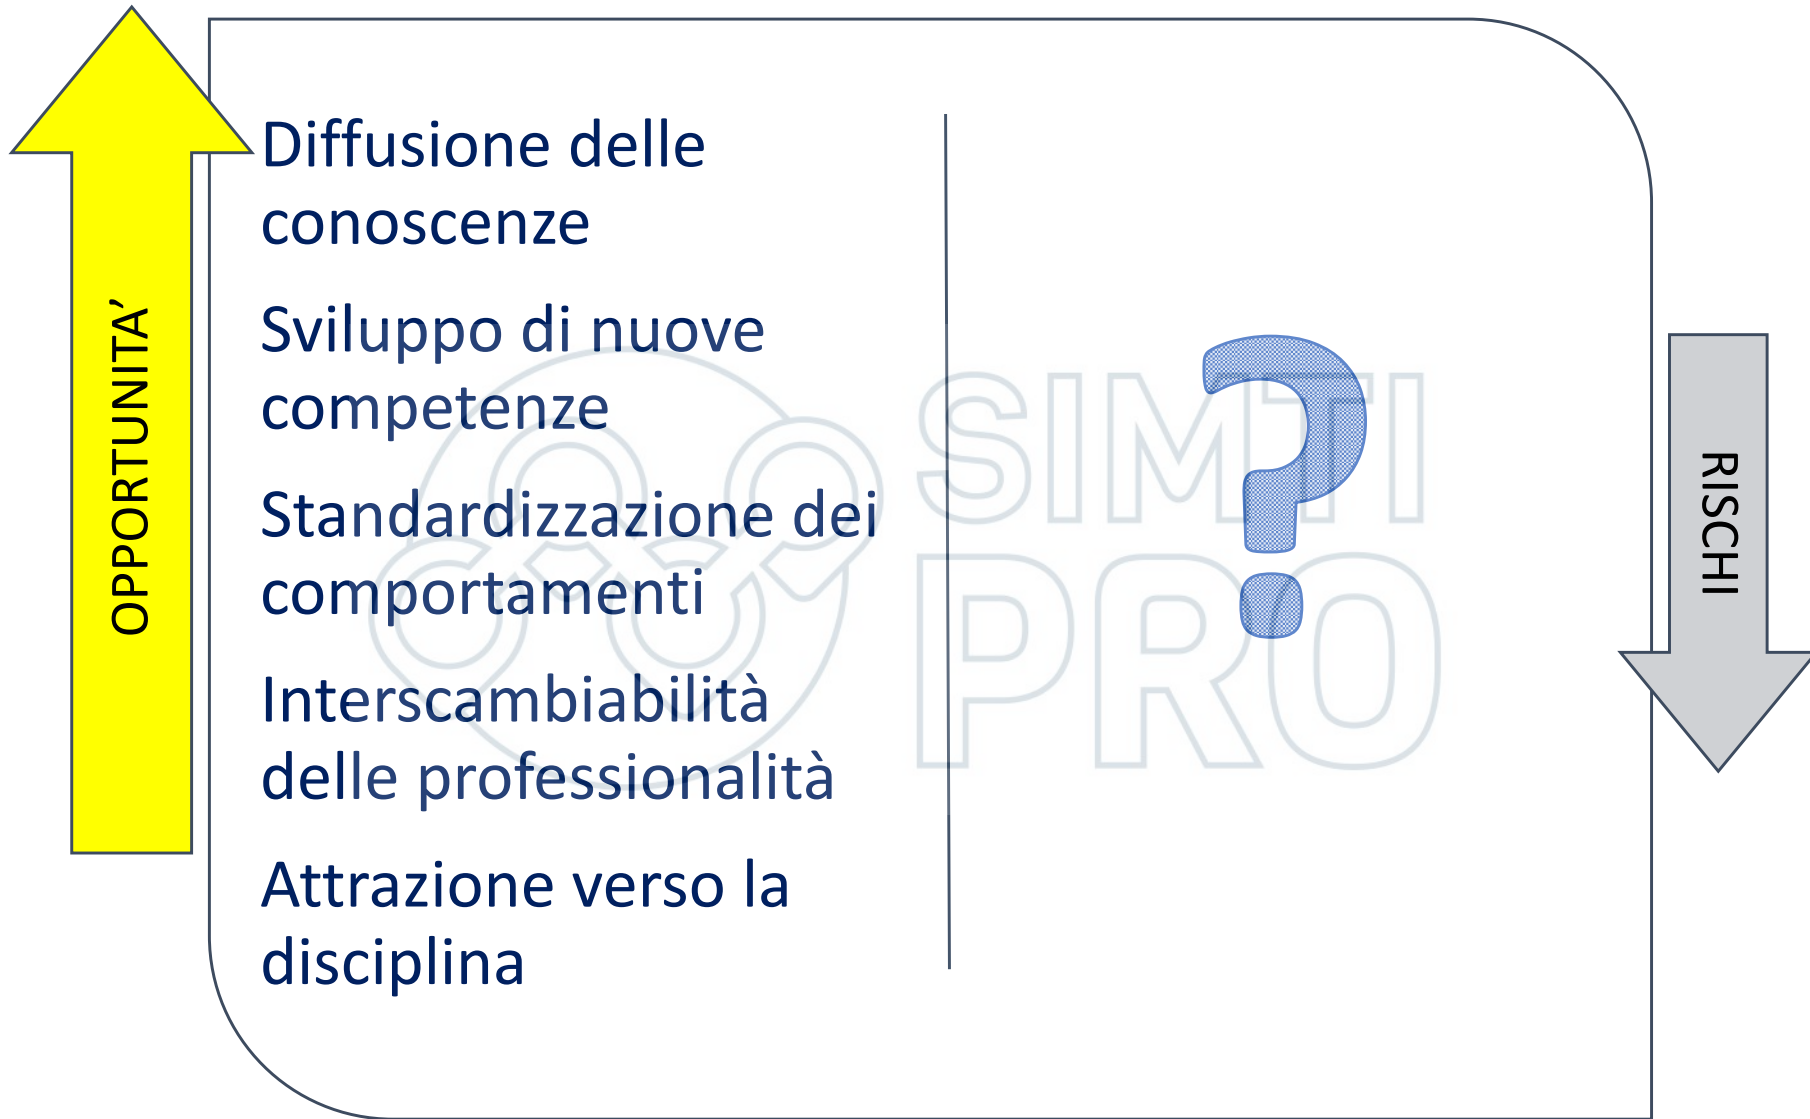 OPPORTUNITA’
Diffusione delle
conoscenze
Sviluppo di nuove
competenze
Standardizzazione dei
comportamenti
Interscambiabilità
delle professionalità
Attrazione verso la
disciplina
SIMTI
PRO
?
RISCHI